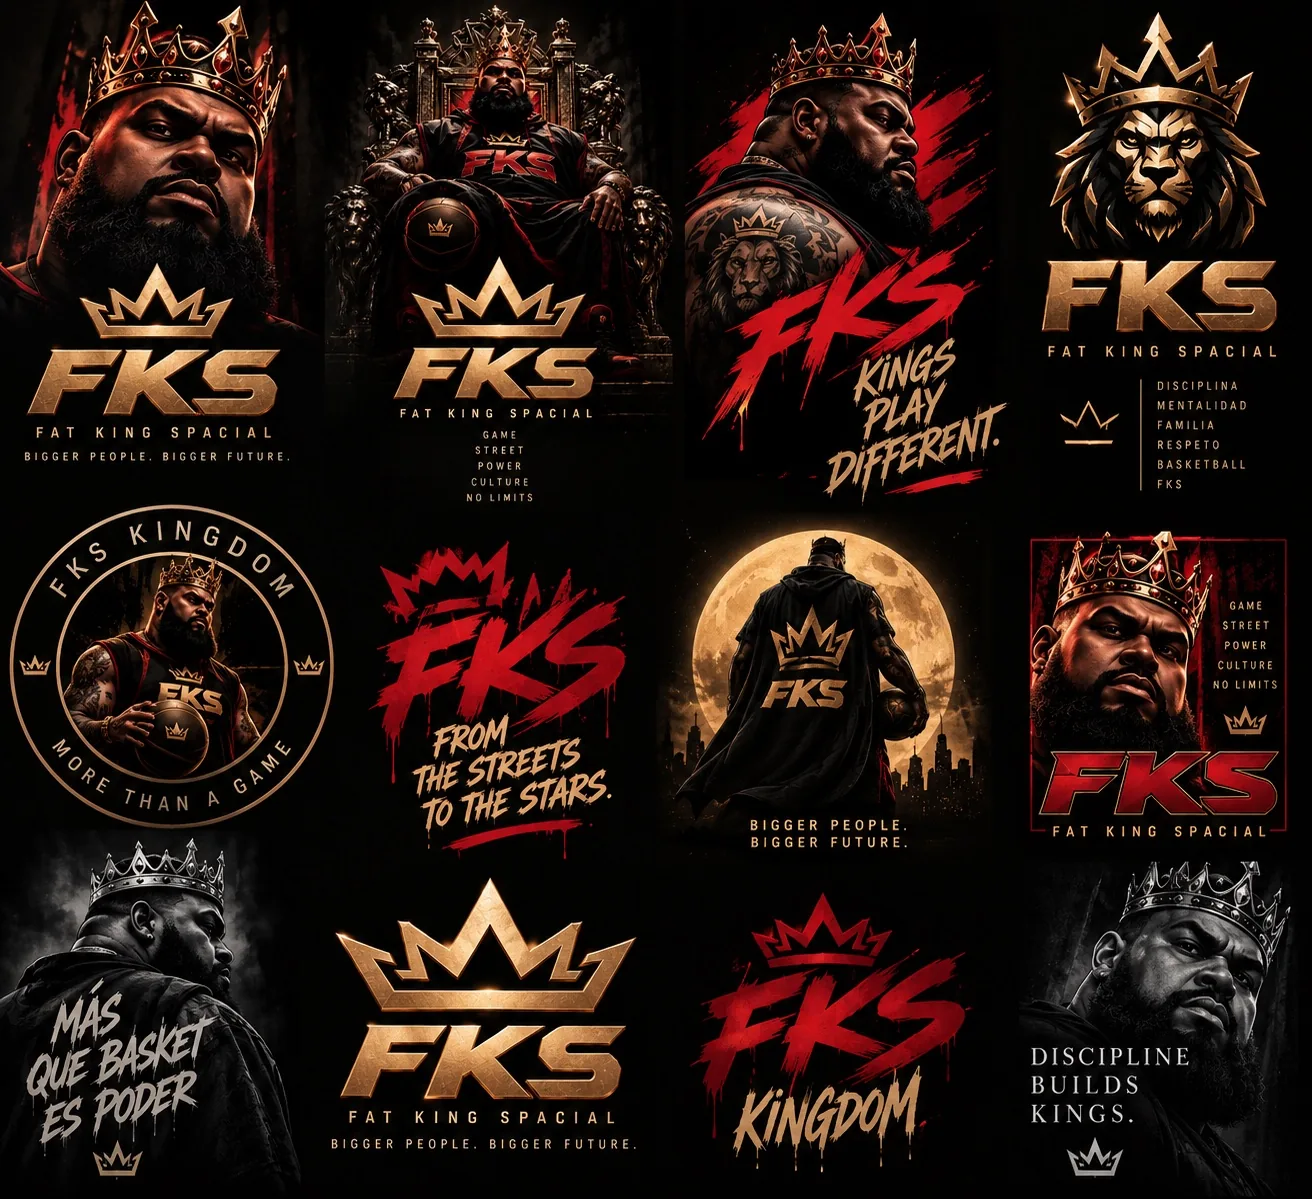 FKS
FAT KING SPACIAL
BIGGER PEOPLE. BIGGER FUTURE.
FKS
FKS
FAT KING SPACIAL
GAME
STREET
POWER
CULTURE
NO LIMITS
FKS
KINGS
PLAY
DIFFERENT.
FKS
FAT KING SPACIAL
DISCIPLINA
MENTALIDAD
FAMILIA
RESPETO
BASKETBALL
FKS
FKS KINGDOM
FKS
MORE THAN A GAME
FKS
FROM
THE STREETS
TO THE STARS.
FKS
BIGGER PEOPLE.
BIGGER FUTURE.
GAME
STREET
POWER
CULTURE
NO LIMITS
FKS
FAT KING SPACIAL
MÁS
QUE BASKET
ES PODER
FKS
FAT KING SPACIAL
BIGGER PEOPLE. BIGGER FUTURE.
FKS
KINGDOM.
DISCIPLINE
BUILDS
KINGS.